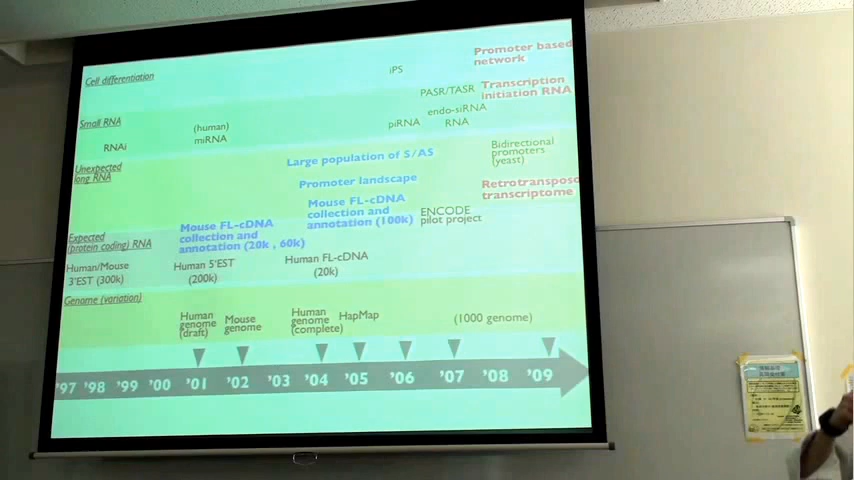 Cell differentiation
iPS
Promoter based
network
PASR/TASR
Transcription
initiation RNA
Small RNA
(human)
miRNA
RNAi
piRNA
endo-siRNA
RNA
Unexpected
long RNA
Large population of S/AS
Bidirectional
promoters
(yeast)
Promoter landscape
Retrotranspos
transcriptome
Mouse FL-cDNA
collection and
annotation (100k)
ENCODE
pilot project
Expected
(protein coding) RNA
Mouse FL-cDNA
collection and
annotation (20k , 60k)
Human/Mouse
3'EST (300k)
Human 5'EST
(200k)
Human FL-cDNA
(20k)
Genome (variation)
Human
genome
(draft)
Mouse
genome
Human
genome
(complete)
HapMap
(1000 genome)
'97 '98 '99 '00 '01 '02 '03 '04 '05 '06 '07 '08 '09